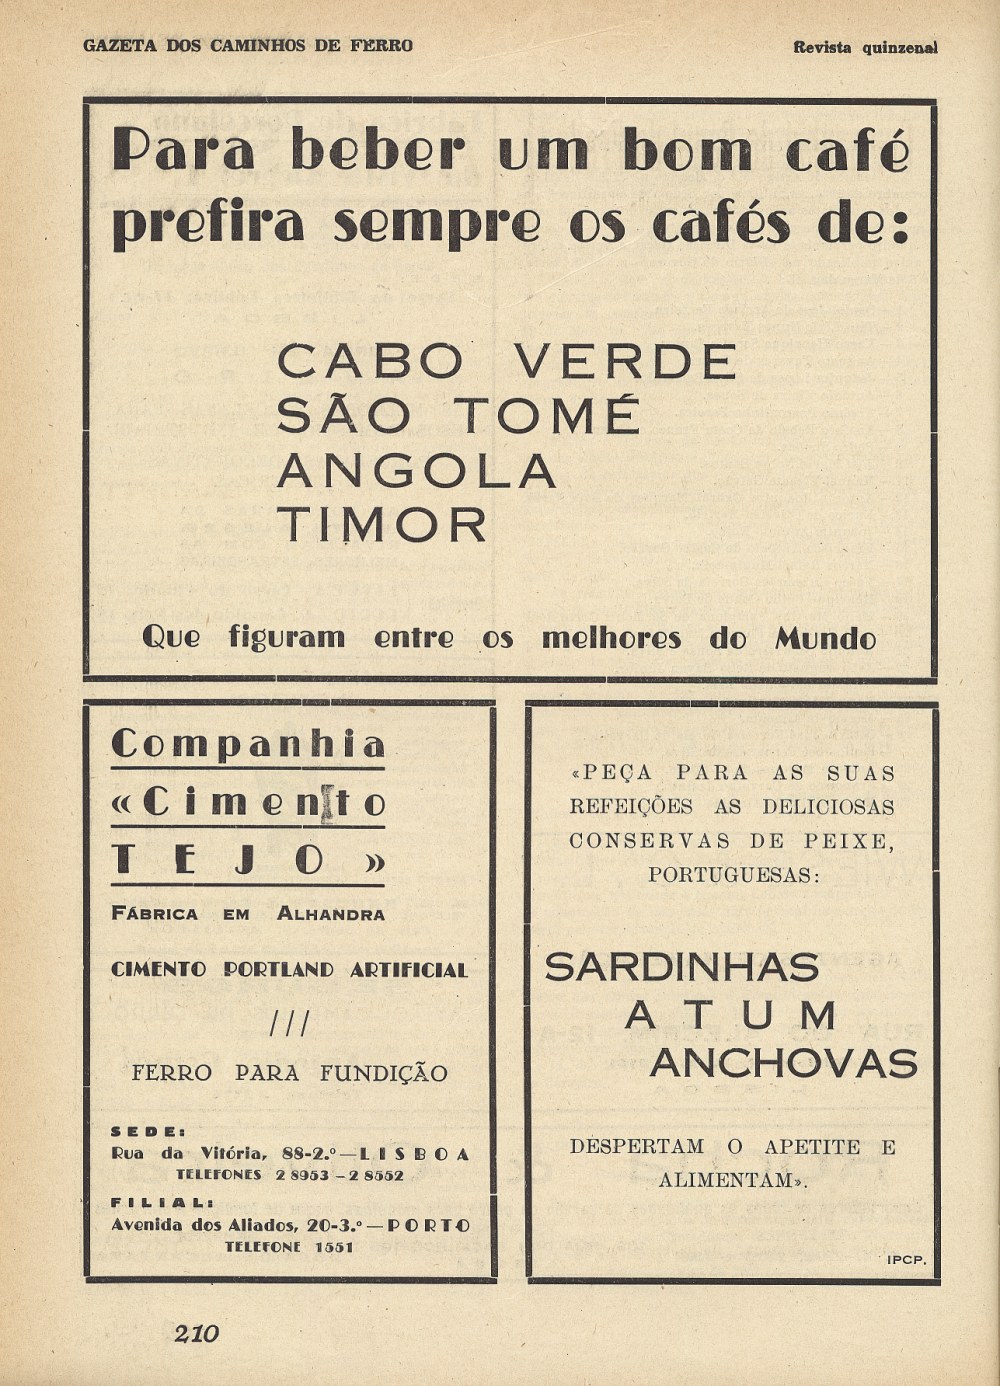 GAZETA DOS CAMINHOS DE FERRO
Revista quinzenal
Para beber um bom café
prefira sempre os cafés de:
CABO VERDE
SÃO TOMÉ
ANGOLA
TIMOR
Que figuram entre os melhores do Mundo
Companhia
«Cimento
TEJO»
FÁBRICA EM ALHANDRA
CIMENTO PORTLAND ARTIFICIAL
///
FERRO PARA FUNDIÇÃO
SEDE:
Rua da Vitória, 88-2.º—LISBOA
TELEFONES 2 8953 – 2 8552
FILIAL:
Avenida dos Aliados, 20-3.º—PORTO
TELEFONE 1551
«PEÇA PARA AS SUAS
REFEIÇÕES AS DELICIOSAS
CONSERVAS DE PEIXE,
PORTUGUESAS:
SARDINHAS
ATUM
ANCHOVAS
DESPERTAM O APETITE E
ALIMENTAM».
IPCP.
210